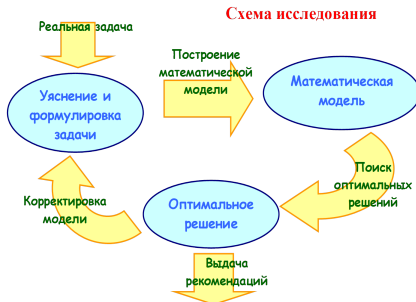 Схема исследования
Реальная задача
Уяснение и
формулировка
задачи
Построение
математической
модели
Математическая
модель
Поиск
оптимальных
решений
Оптимальное
решение
Корректировка
модели
Выдача
рекомендаций